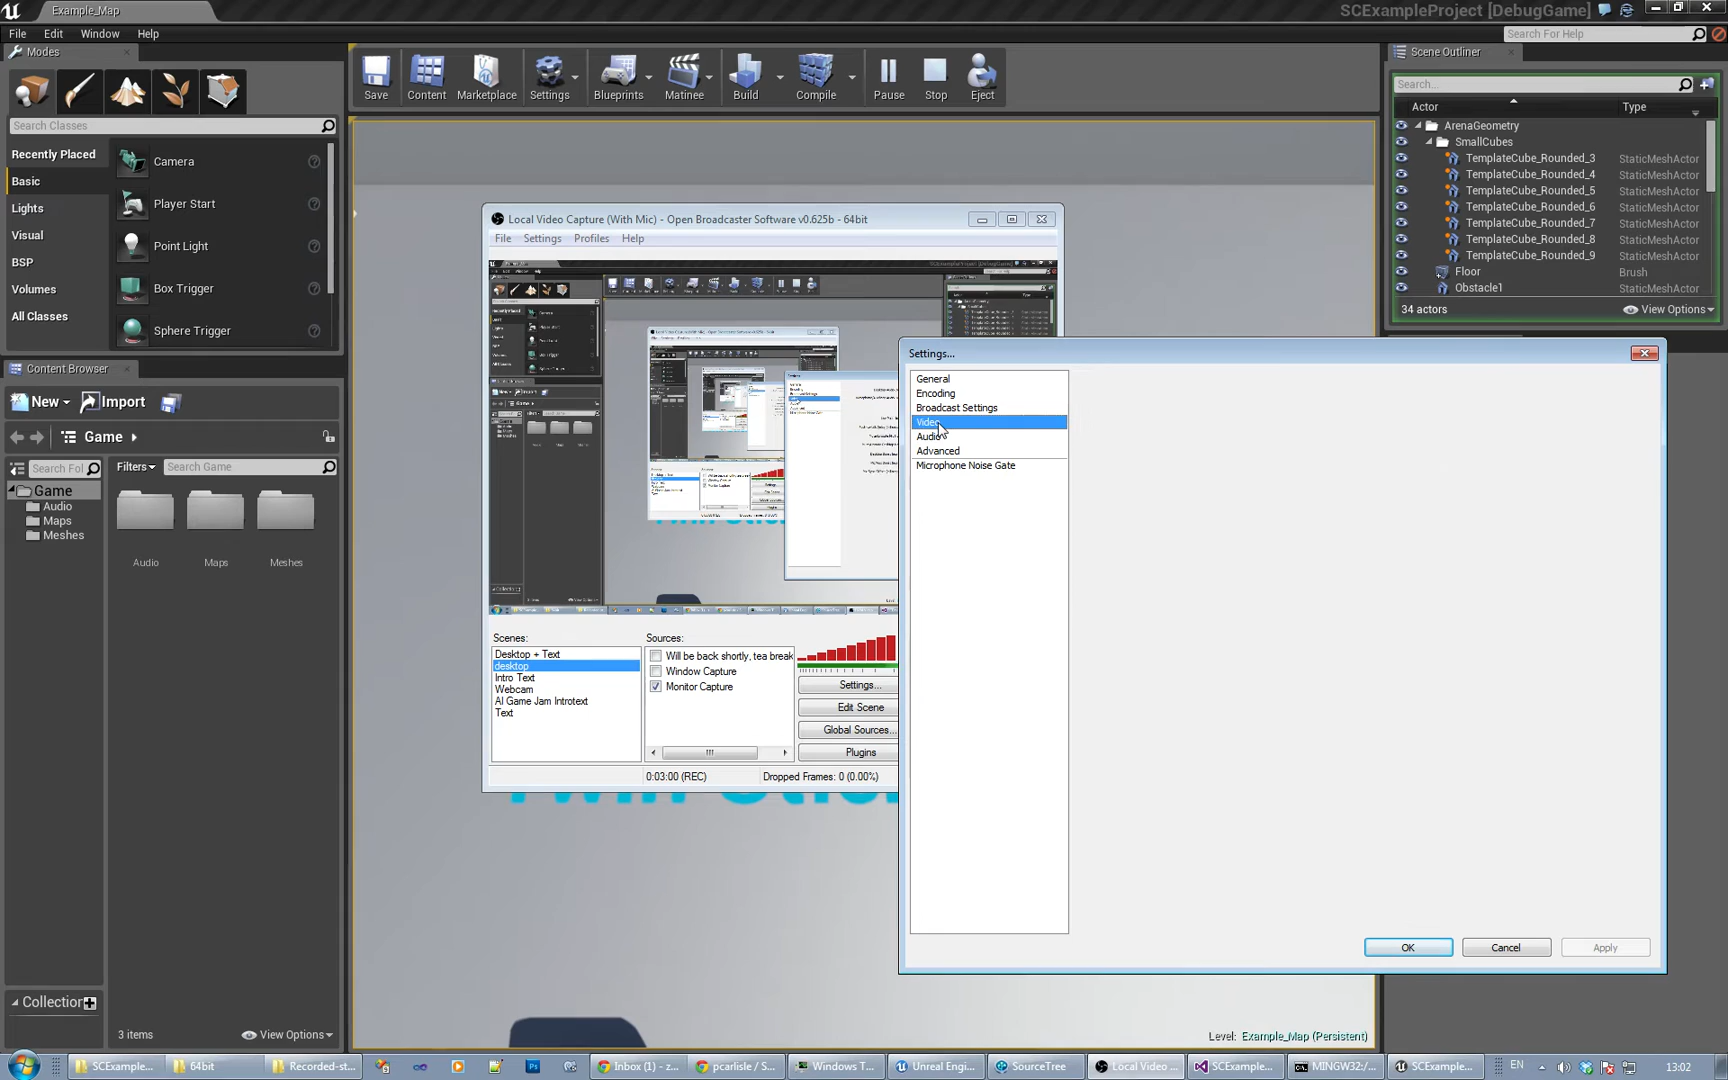 Example_Map
SCExampleProject [DebugGame]
File Edit Window Help
Search For Help
Modes
Save Content Marketplace Settings Blueprints Matinee Build Compile Pause Stop Eject
Search Classes
Recently Placed
Basic
Lights
Visual
BSP
Volumes
All Classes
Camera
Player Start
Point Light
Box Trigger
Sphere Trigger
Scene Outliner
Search...
Actor Type
ArenaGeometry
SmallCubes
TemplateCube_Rounded_3 StaticMeshActor
TemplateCube_Rounded_4 StaticMeshActor
TemplateCube_Rounded_5 StaticMeshActor
TemplateCube_Rounded_6 StaticMeshActor
TemplateCube_Rounded_7 StaticMeshActor
TemplateCube_Rounded_8 StaticMeshActor
TemplateCube_Rounded_9 StaticMeshActor
Floor Brush
Obstacle1 StaticMeshActor
34 actors View Options
Content Browser
New Import
Game
Filters Search Game
Search Fol
Game
Audio
Maps
Meshes
Audio Maps Meshes
Collection
3 items View Options
Local Video Capture (With Mic) - Open Broadcaster Software v0.625b - 64bit
File Settings Profiles Help
Scenes:
Desktop + Text
desktop
Intro Text
Webcam
AI Game Jam Introtext
Text
Sources:
Will be back shortly, tea break
Window Capture
Monitor Capture
Settings...
Edit Scene
Global Sources...
Plugins
0:03:00 (REC) Dropped Frames: 0 (0.00%)
Settings...
General
Encoding
Broadcast Settings
Video
Audio
Advanced
Microphone Noise Gate
OK Cancel Apply
Level: Example_Map (Persistent)
SCExample... 64bit Recorded-st... Inbox (1) - z... pcarlisle / S... Windows T... Unreal Engi... SourceTree Local Video ... SCExample... MINGW32:/... SCExample...
EN 13:02